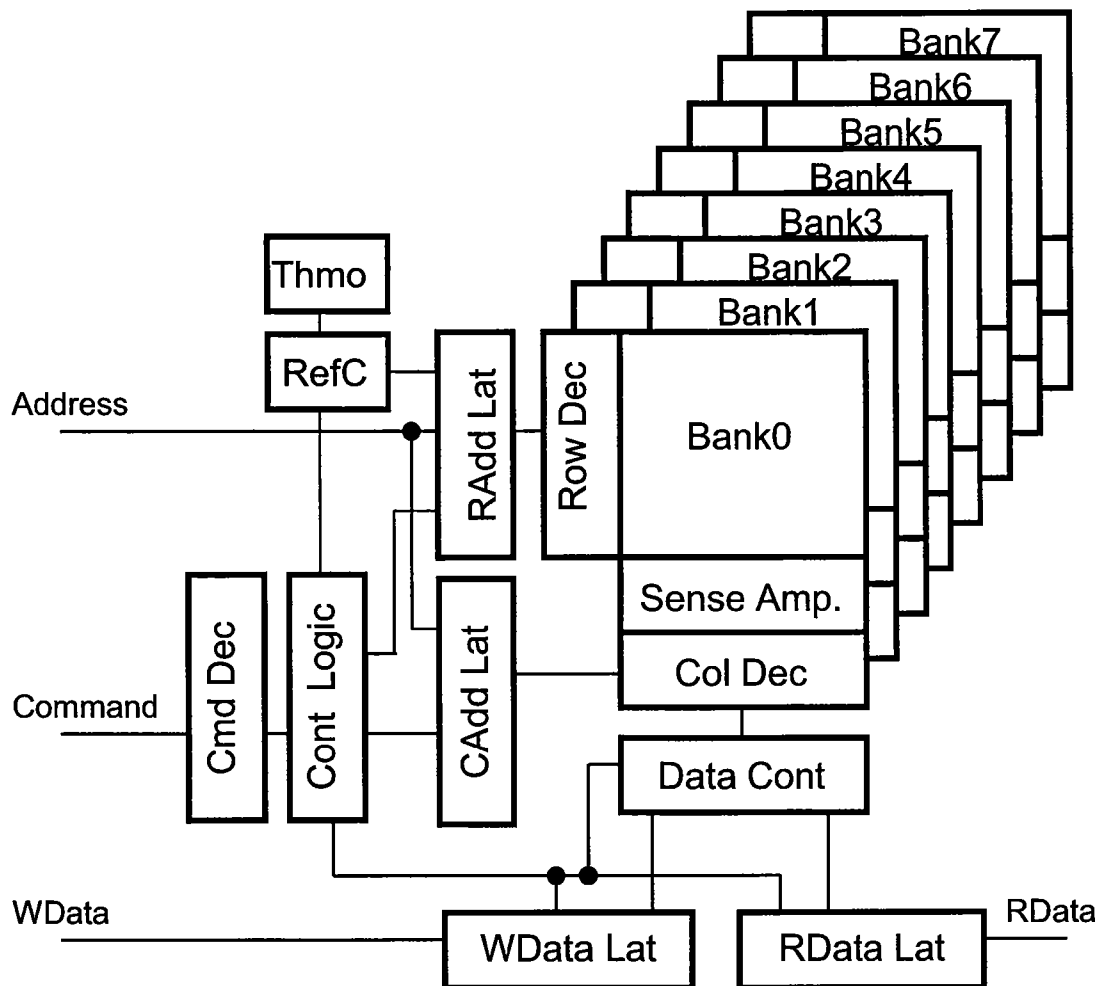 Bank7
Bank6
Bank5
Bank4
Bank3
Bank2
Bank1
Bank0
Thmo
RefC
Address
RAdd Lat
Row Dec
Sense Amp.
Col Dec
Command
Cmd Dec
Cont Logic
CAdd Lat
Data Cont
WData
WData Lat
RData Lat
RData